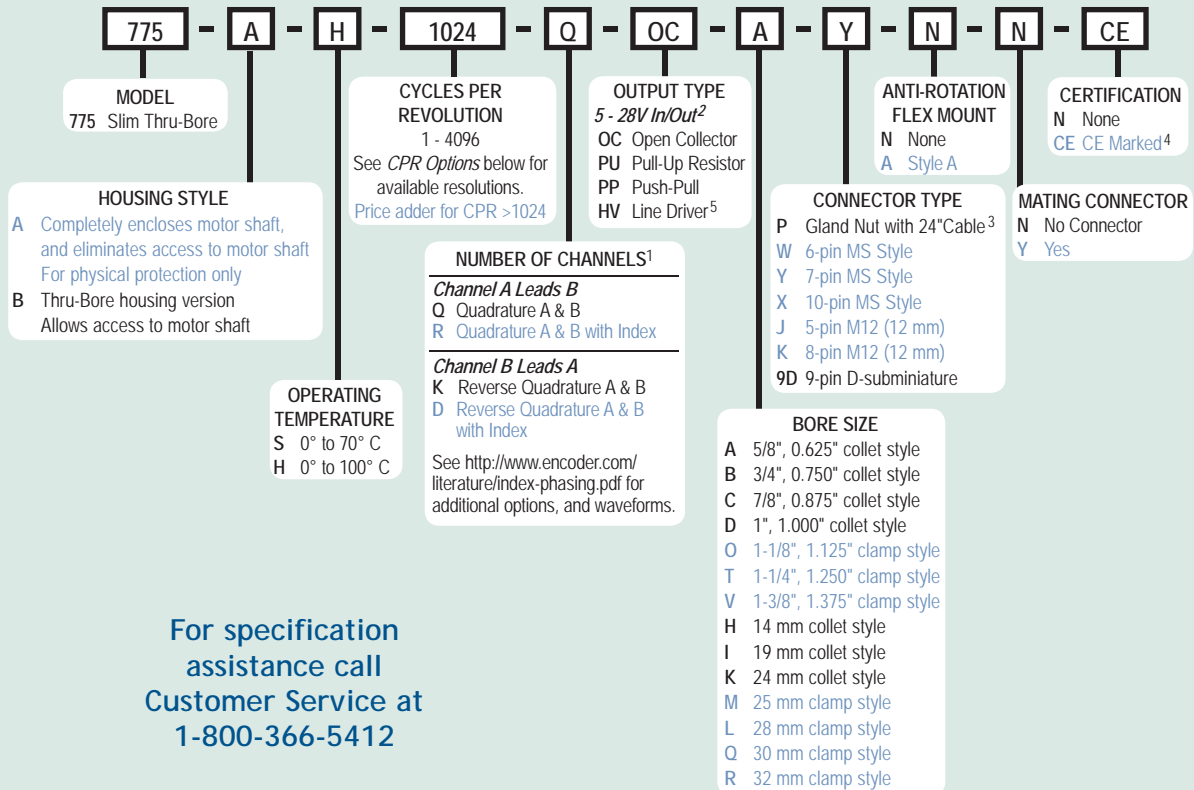 775 - A - H - 1024 - Q - OC - A - Y - N - N - CE
MODEL
775 Slim Thru-Bore
HOUSING STYLE
A Completely encloses motor shaft,
and eliminates access to motor shaft
For physical protection only
B Thru-Bore housing version
Allows access to motor shaft
OPERATING
TEMPERATURE
S 0° to 70° C
H 0° to 100° C
CYCLES PER
REVOLUTION
1 - 4096
See CPR Options below for
available resolutions.
Price adder for CPR >1024
NUMBER OF CHANNELS1
Channel A Leads B
Q Quadrature A & B
R Quadrature A & B with Index
Channel B Leads A
K Reverse Quadrature A & B
D Reverse Quadrature A & B
with Index
See http://www.encoder.com/
literature/index-phasing.pdf for
additional options, and waveforms.
OUTPUT TYPE
5 - 28V In/Out2
OC Open Collector
PU Pull-Up Resistor
PP Push-Pull
HV Line Driver5
BORE SIZE
A 5/8", 0.625" collet style
B 3/4", 0.750" collet style
C 7/8", 0.875" collet style
D 1", 1.000" collet style
O 1-1/8", 1.125" clamp style
T 1-1/4", 1.250" clamp style
V 1-3/8", 1.375" clamp style
H 14 mm collet style
I 19 mm collet style
K 24 mm collet style
M 25 mm clamp style
L 28 mm clamp style
Q 30 mm clamp style
R 32 mm clamp style
CONNECTOR TYPE
P Gland Nut with 24"Cable3
W 6-pin MS Style
Y 7-pin MS Style
X 10-pin MS Style
J 5-pin M12 (12 mm)
K 8-pin M12 (12 mm)
9D 9-pin D-subminiature
ANTI-ROTATION
FLEX MOUNT
N None
A Style A
MATING CONNECTOR
N No Connector
Y Yes
CERTIFICATION
N None
CE CE Marked4
For specification
assistance call
Customer Service at
1-800-366-5412